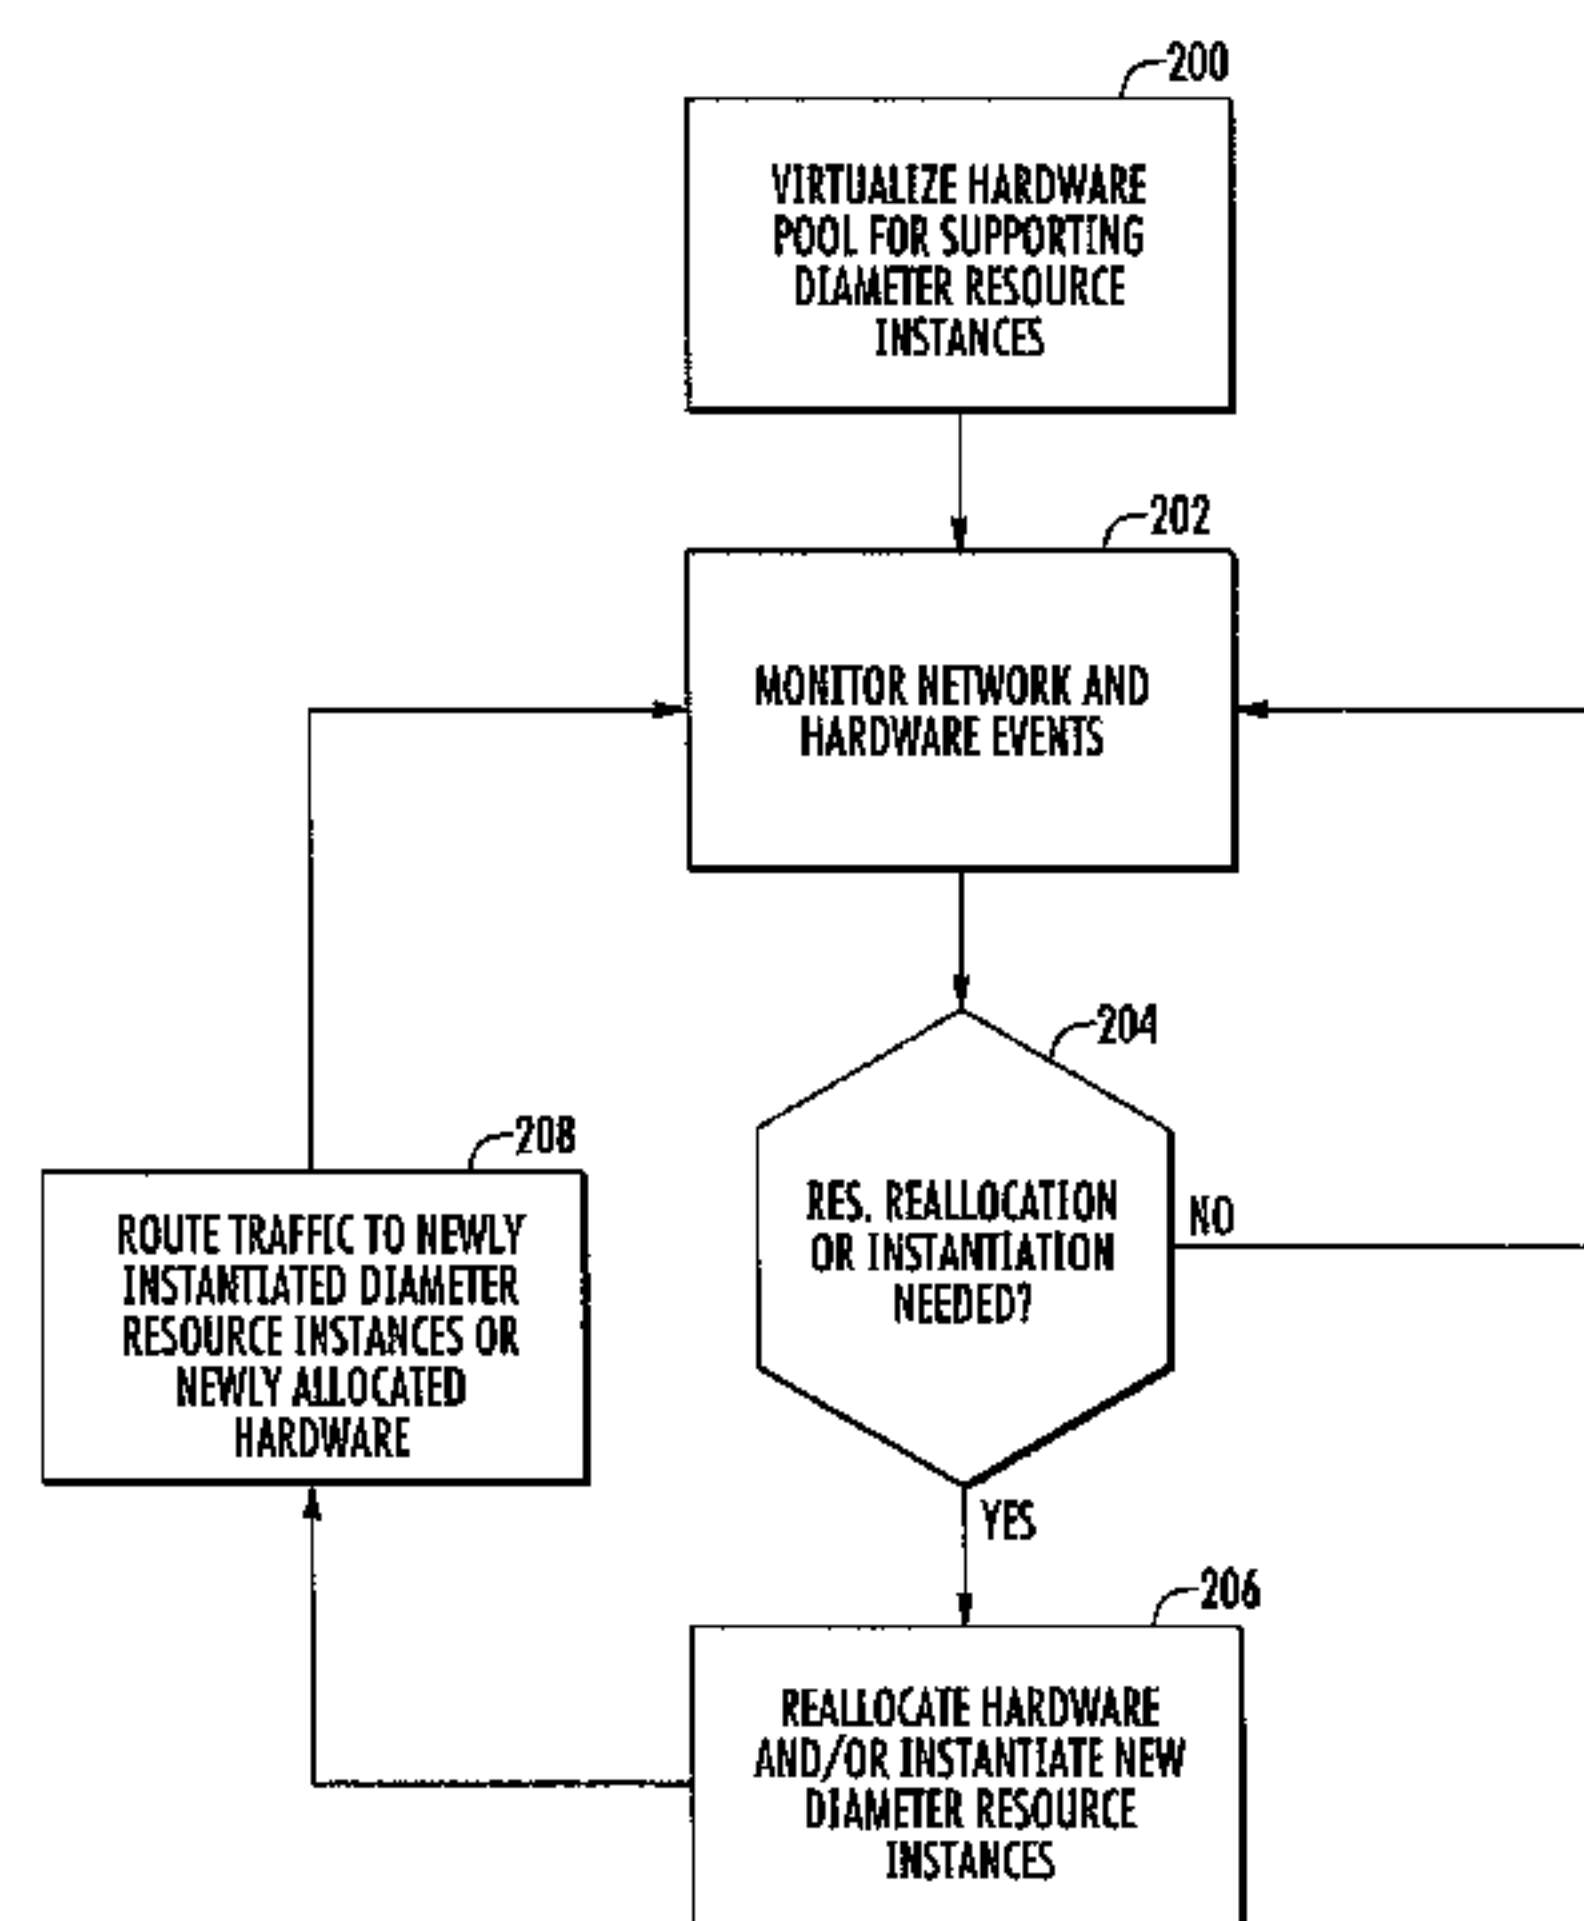 200
VIRTUALIZE HARDWARE
POOL FOR SUPPORTING
DIAMETER RESOURCE
INSTANCES
202
MONITOR NETWORK AND
HARDWARE EVENTS
204
RES. REALLOCATION
OR INSTANTIATION
NEEDED?
NO
YES
206
REALLOCATE HARDWARE
AND/OR INSTANTIATE NEW
DIAMETER RESOURCE
INSTANCES
208
ROUTE TRAFFIC TO NEWLY
INSTANTIATED DIAMETER
RESOURCE INSTANCES OR
NEWLY ALLOCATED
HARDWARE